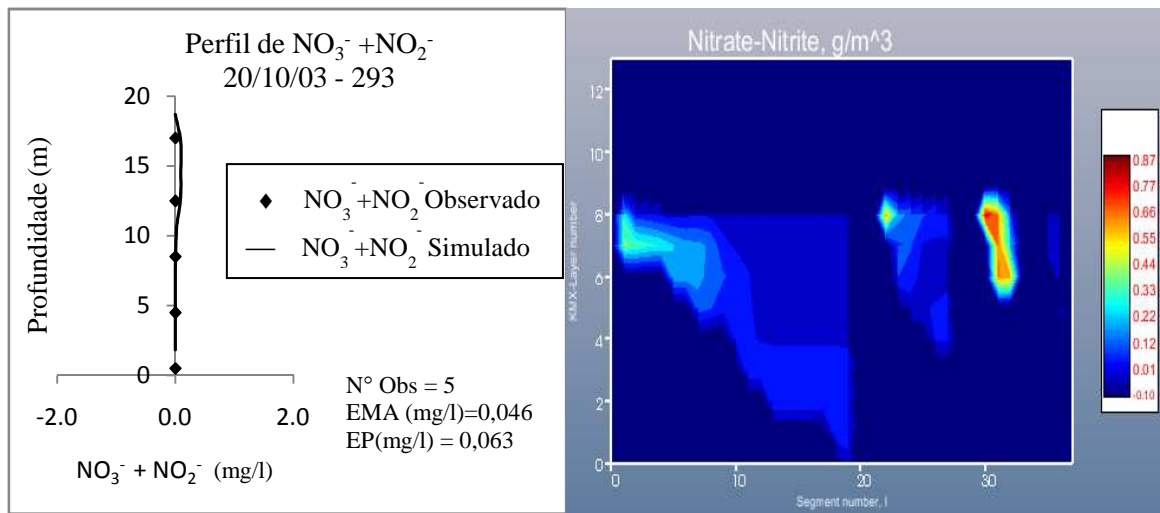 Perfil de NO₃⁻ +NO₂⁻
20/10/03 - 293
20
15
10
5
0
-2.0
0.0
2.0
Profundidade (m)
NO₃⁻ + NO₂⁻ (mg/l)
NO₃⁻+NO₂⁻ Observado
NO₃⁻+NO₂⁻ Simulado
N° Obs = 5
EMA (mg/l)=0,046
EP(mg/l) = 0,063
Nitrate-Nitrite, g/m^3
12
10
8
6
4
2
0
KMX-Layer number
0
10
20
30
Segment number, I
0.87
0.77
0.66
0.55
0.44
0.34
0.23
0.12
0.01
-0.10